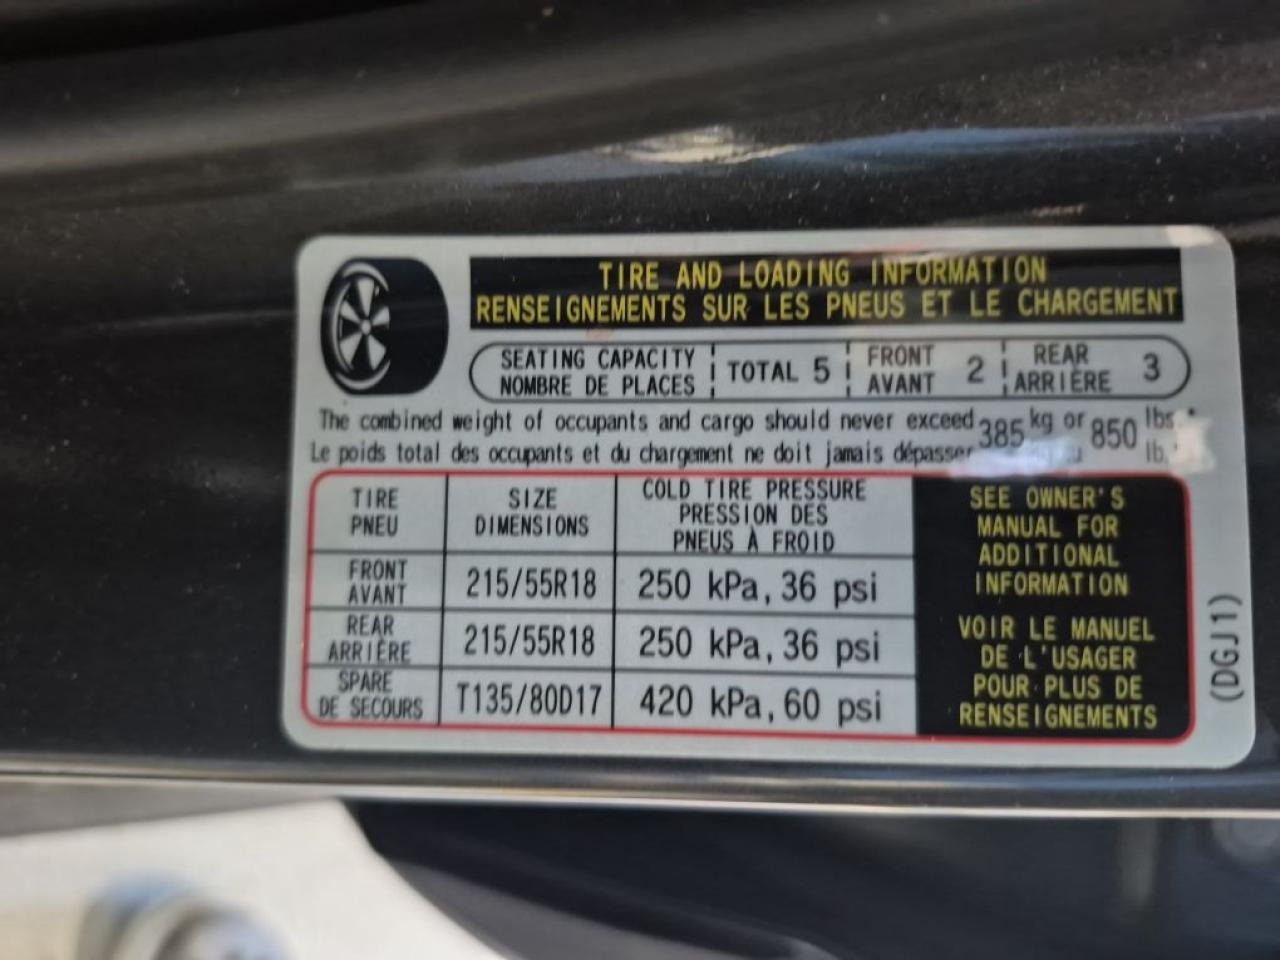 TIRE AND LOADING INFORMATION
RENSEIGNEMENTS SUR LES PNEUS ET LE CHARGEMENT
SEATING CAPACITY
NOMBRE DE PLACES
TOTAL 5
FRONT
AVANT
2
REAR
ARRIÈRE
3
The combined weight of occupants and cargo should never exceed 385 kg or 850 lbs.
Le poids total des occupants et du chargement ne doit jamais dépasser lb.
TIRE
PNEU
SIZE
DIMENSIONS
COLD TIRE PRESSURE
PRESSION DES
PNEUS À FROID
FRONT
AVANT
215/55R18
250 kPa, 36 psi
REAR
ARRIÈRE
215/55R18
250 kPa, 36 psi
SPARE
DE SECOURS
T135/80D17
420 kPa, 60 psi
SEE OWNER'S
MANUAL FOR
ADDITIONAL
INFORMATION
VOIR LE MANUEL
DE L'USAGER
POUR PLUS DE
RENSEIGNEMENTS
(DGJ1)